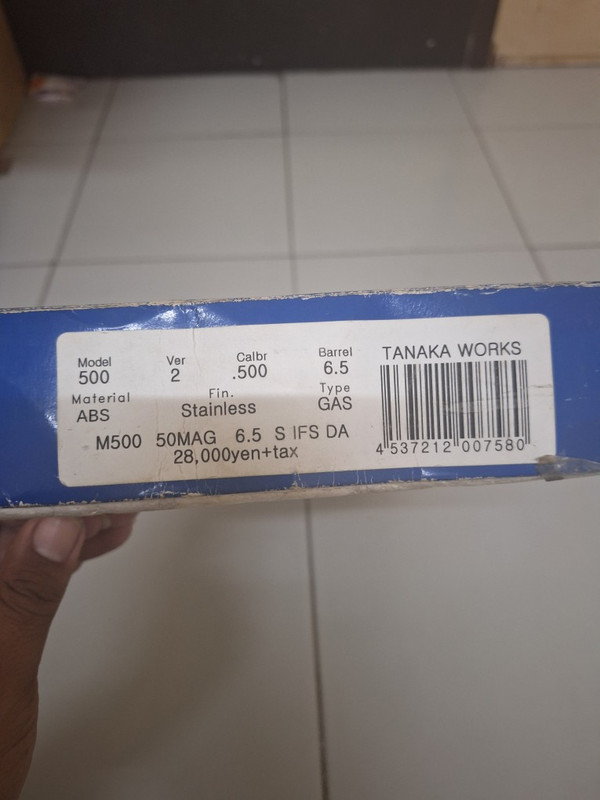 Model Ver Calbr Barrel
500 2 .500 6.5
Material Fin. Type
ABS Stainless GAS
M500 50MAG 6.5 S IFS DA
28,000yen+tax
TANAKA WORKS
4 537212 007580